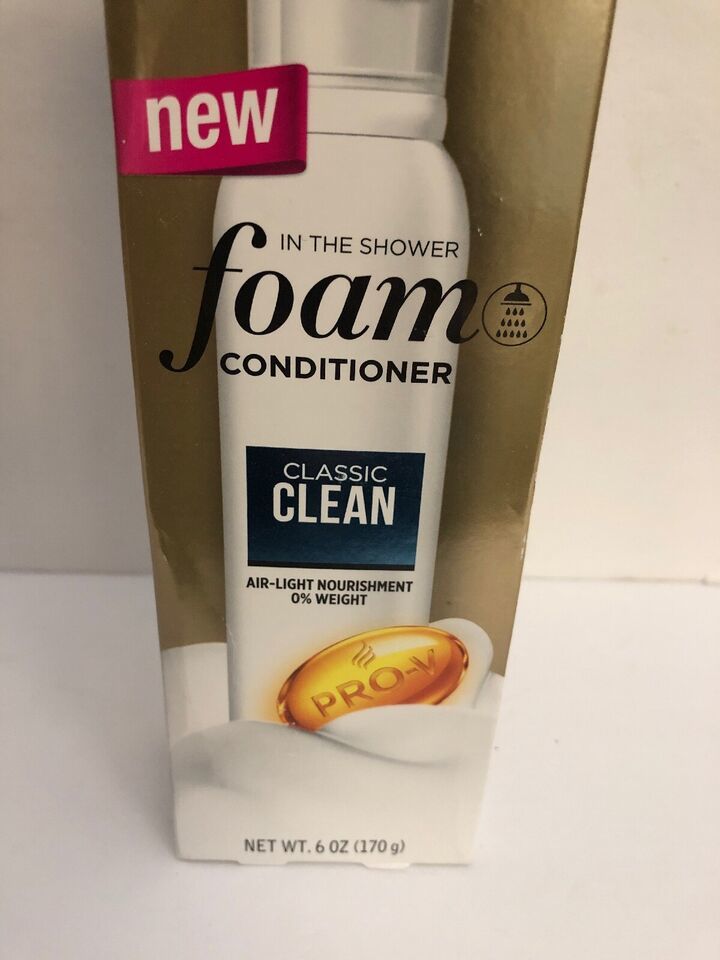 new
IN THE SHOWER
foam
CONDITIONER
CLASSIC
CLEAN
AIR-LIGHT NOURISHMENT
0% WEIGHT
PRO-V
NET WT. 6 OZ (170 g)